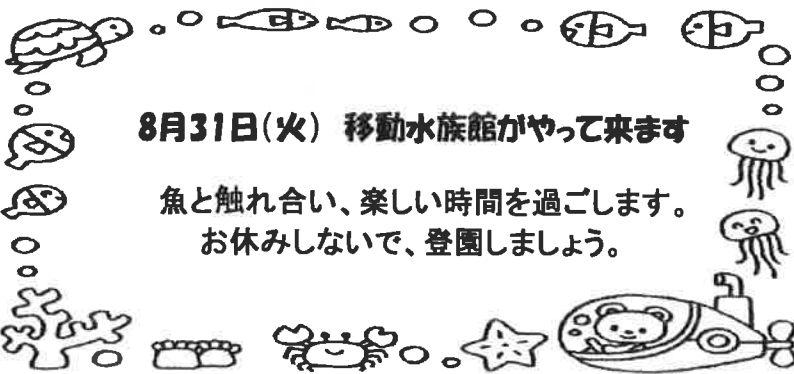 8月31日(火) 移動水族館がやって来ます
魚と触れ合い、楽しい時間を過ごします。
お休みしないで、登園しましょう。